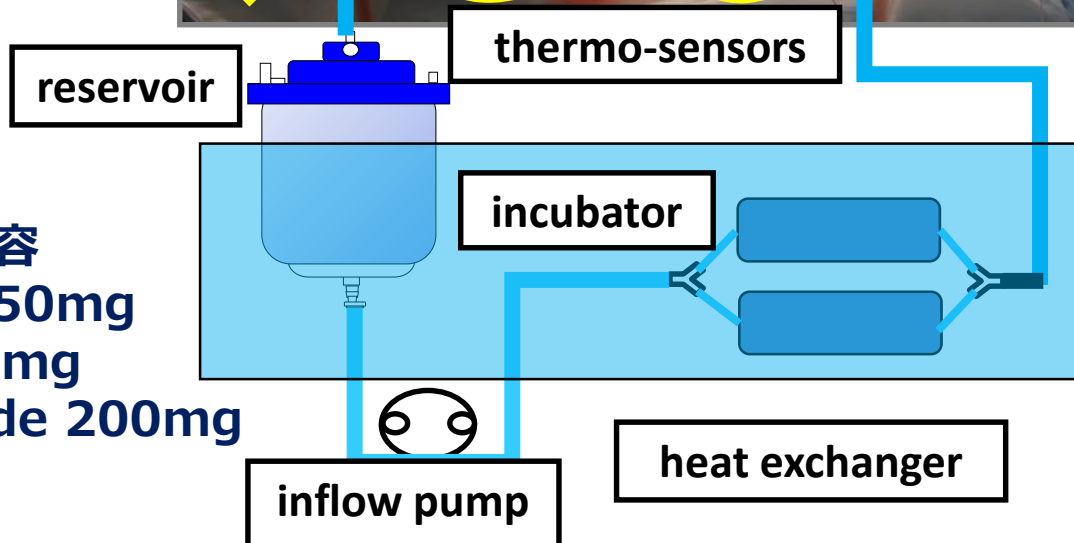 thermo-sensors
reservoir
incubator
容
50mg
mg
de 200mg
heat exchanger
inflow pump